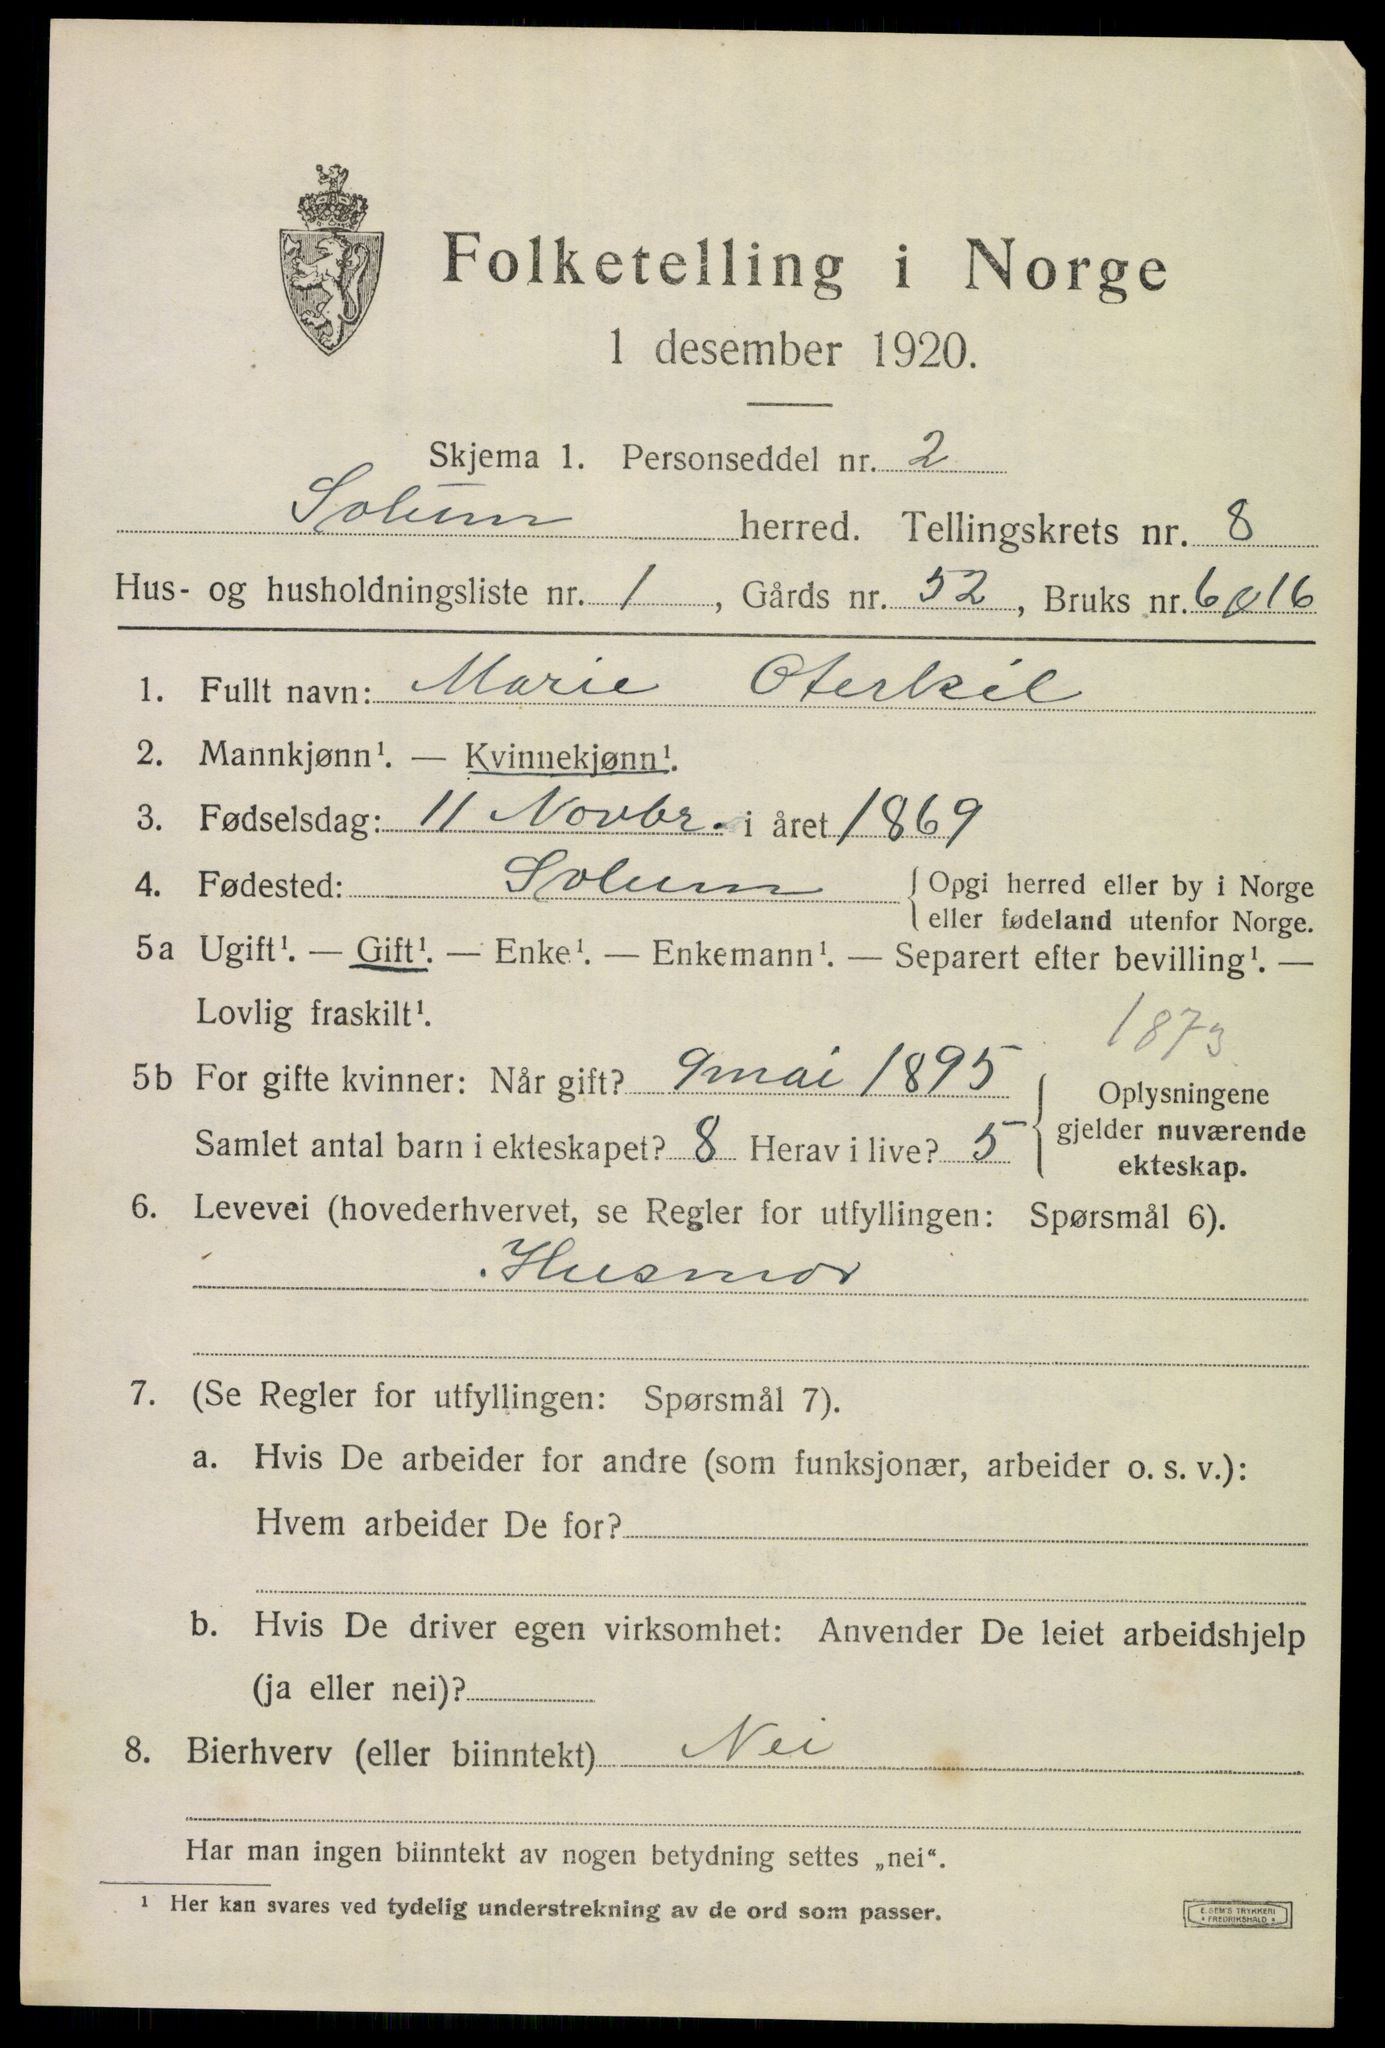 Folketelling i Norge
1 desember 1920.
Skjema 1. Personseddel nr. 2
Solum herred. Tellingskrets nr. 8
Hus- og husholdningsliste nr. 1, Gårds nr. 52, Bruks nr. 6 o 16
1. Fullt navn: Marie Oterkil
2. Mannkjønn¹. — Kvinnekjønn¹.
3. Fødselsdag: 11 Novbr. i året 1869
4. Fødested: Solum { Opgi herred eller by i Norge
eller fødeland utenfor Norge.
5a Ugift¹. — Gift¹. — Enke¹. — Enkemann¹. — Separert efter bevilling¹. —
Lovlig fraskilt¹.
1873
5b For gifte kvinner: Når gift? 9 mai 1895
Samlet antal barn i ekteskapet? 8 Herav i live? 5
Oplysningene
gjelder nuværende
ekteskap.
6. Levevei (hovederhvervet, se Regler for utfyllingen: Spørsmål 6).
Husmor
7. (Se Regler for utfyllingen: Spørsmål 7).
a. Hvis De arbeider for andre (som funksjonær, arbeider o. s. v.):
Hvem arbeider De for?
b. Hvis De driver egen virksomhet: Anvender De leiet arbeidshjelp
(ja eller nei)?
8. Bierhverv (eller biinntekt) Nei
Har man ingen biinntekt av nogen betydning settes „nei“.
¹ Her kan svares ved tydelig understrekning av de ord som passer.
E. SEM'S TRYKKERI
* FREDRIKSHALD *